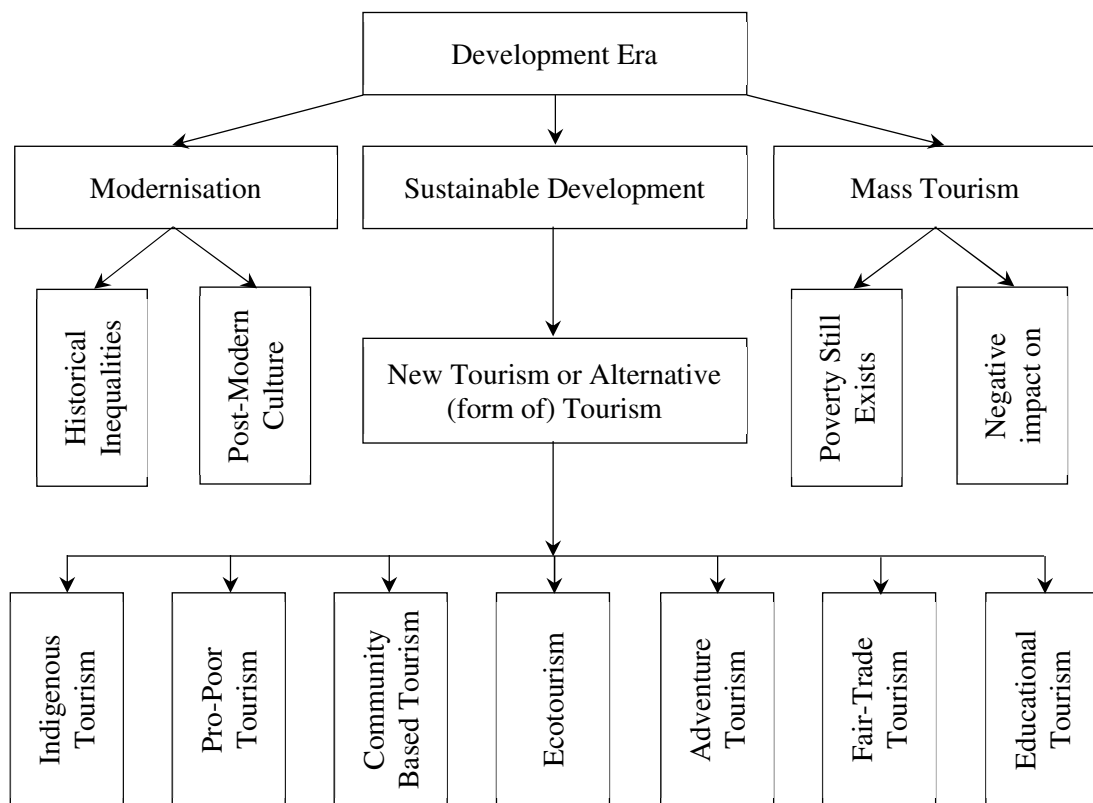 Development Era
Modernisation
Sustainable Development
Mass Tourism
Historical
Inequalities
Post-Modern
Culture
New Tourism or Alternative
(form of) Tourism
Poverty Still
Exists
Negative
impact on
Indigenous
Tourism
Pro-Poor
Tourism
Community
Based Tourism
Ecotourism
Adventure
Tourism
Fair-Trade
Tourism
Educational
Tourism